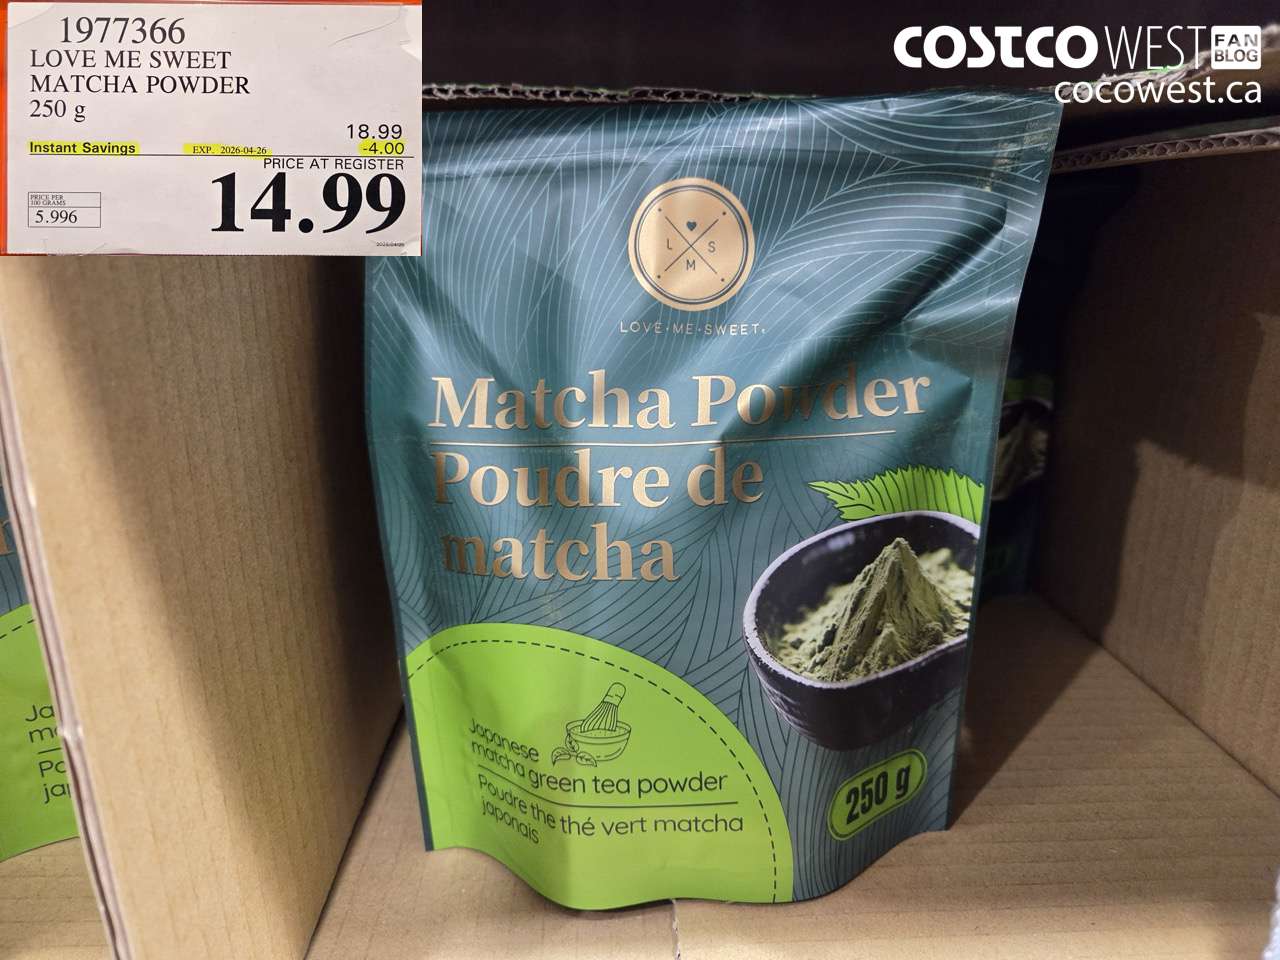 1977366
LOVE ME SWEET
MATCHA POWDER
250 g
18.99
Instant Savings EXP. 2026-04-26 -4.00
PRICE AT REGISTER
14.99
PRICE PER
100 GRAMS
5.996
COSTCO WEST FAN BLOG
cocowest.ca
L S
M
LOVE·ME·SWEET
Matcha Powder
Poudre de
matcha
Japanese
matcha green tea powder
Poudre the thé vert matcha
japonais
250 g